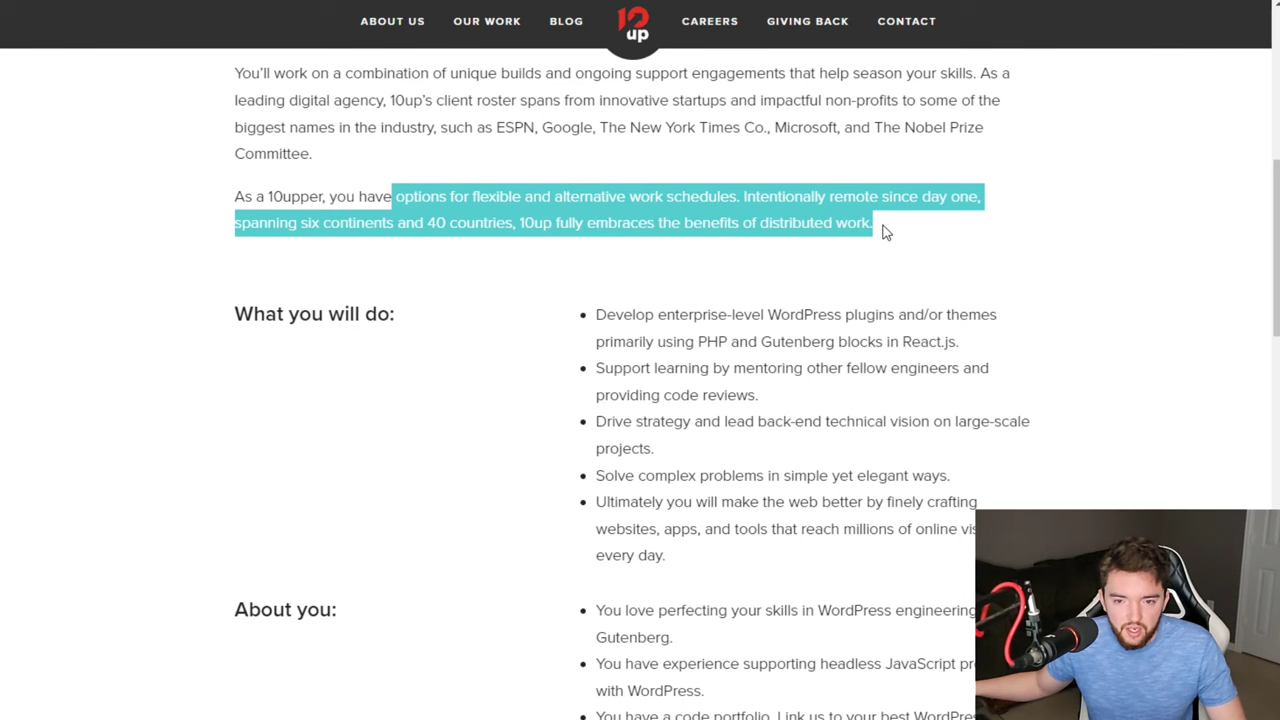 ABOUT US OUR WORK BLOG 10up CAREERS GIVING BACK CONTACT
You'll work on a combination of unique builds and ongoing support engagements that help season your skills. As a
leading digital agency, 10up's client roster spans from innovative startups and impactful non-profits to some of the
biggest names in the industry, such as ESPN, Google, The New York Times Co., Microsoft, and The Nobel Prize
Committee.
As a 10upper, you have options for flexible and alternative work schedules. Intentionally remote since day one,
spanning six continents and 40 countries, 10up fully embraces the benefits of distributed work.
What you will do:
• Develop enterprise-level WordPress plugins and/or themes
primarily using PHP and Gutenberg blocks in React.js.
• Support learning by mentoring other fellow engineers and
providing code reviews.
• Drive strategy and lead back-end technical vision on large-scale
projects.
• Solve complex problems in simple yet elegant ways.
• Ultimately you will make the web better by finely crafting
websites, apps, and tools that reach millions of online
every day.
About you:
• You love perfecting your skills in WordPress engineering
Gutenberg.
• You have experience supporting headless JavaScript
with WordPress.
• You have a code portfolio. Link us to your best